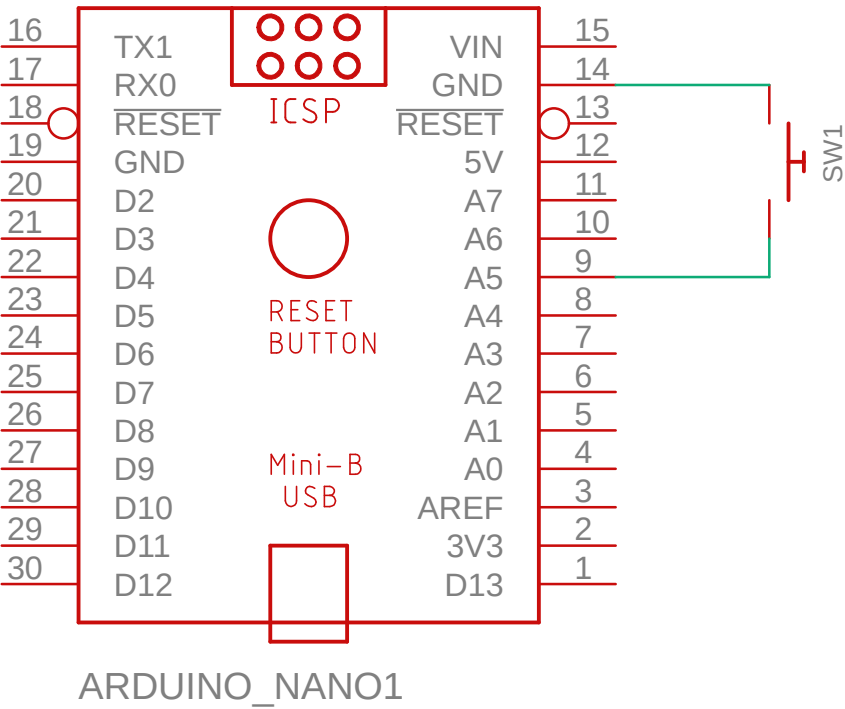 16 TX1 VIN 15
17 RX0 GND 14
18 RESET ICSP RESET 13
19 GND 5V 12
20 D2 A7 11
21 D3 A6 10
22 D4 A5 9
23 D5 RESET A4 8
24 D6 BUTTON A3 7
25 D7 A2 6
26 D8 A1 5
27 D9 Mini-B A0 4
28 D10 USB AREF 3
29 D11 3V3 2
30 D12 D13 1
SW1
ARDUINO_NANO1